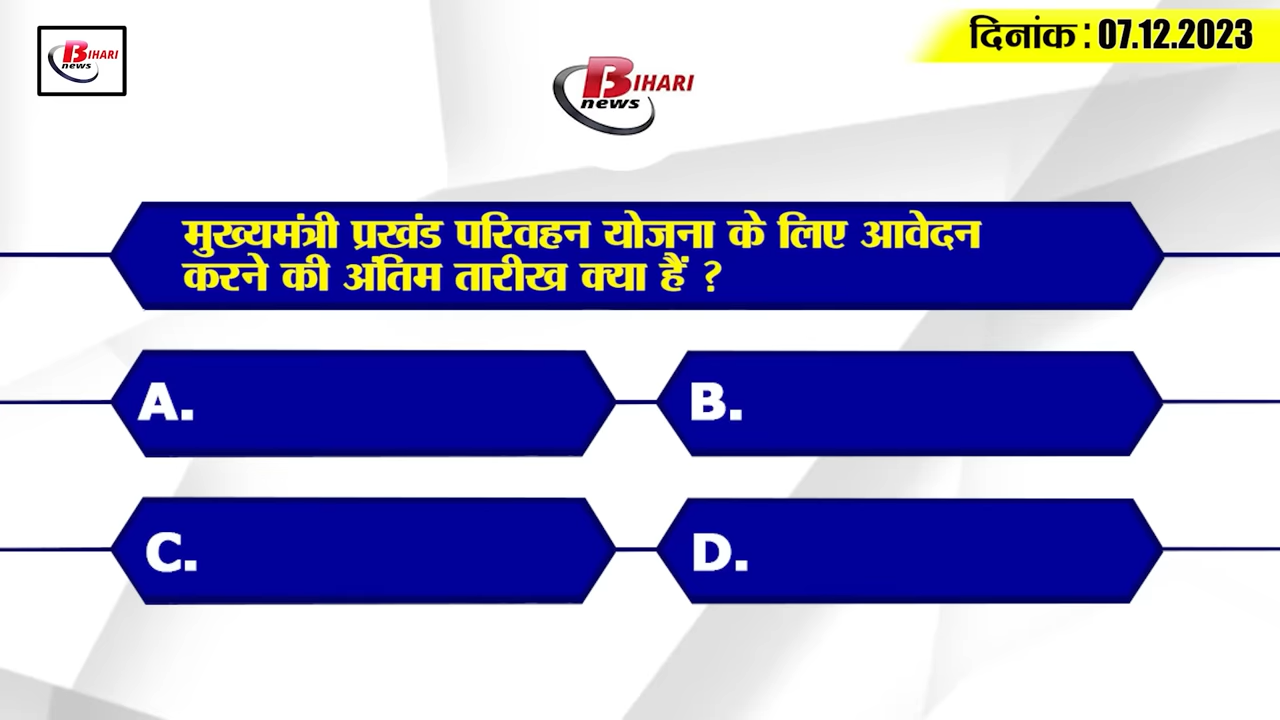 BIHARI
news
दिनांक : 07.12.2023
BIHARI
news
मुख्यमंत्री प्रखंड परिवहन योजना के लिए आवेदन
करने की अंतिम तारीख क्या हैं ?
A.
B.
C.
D.